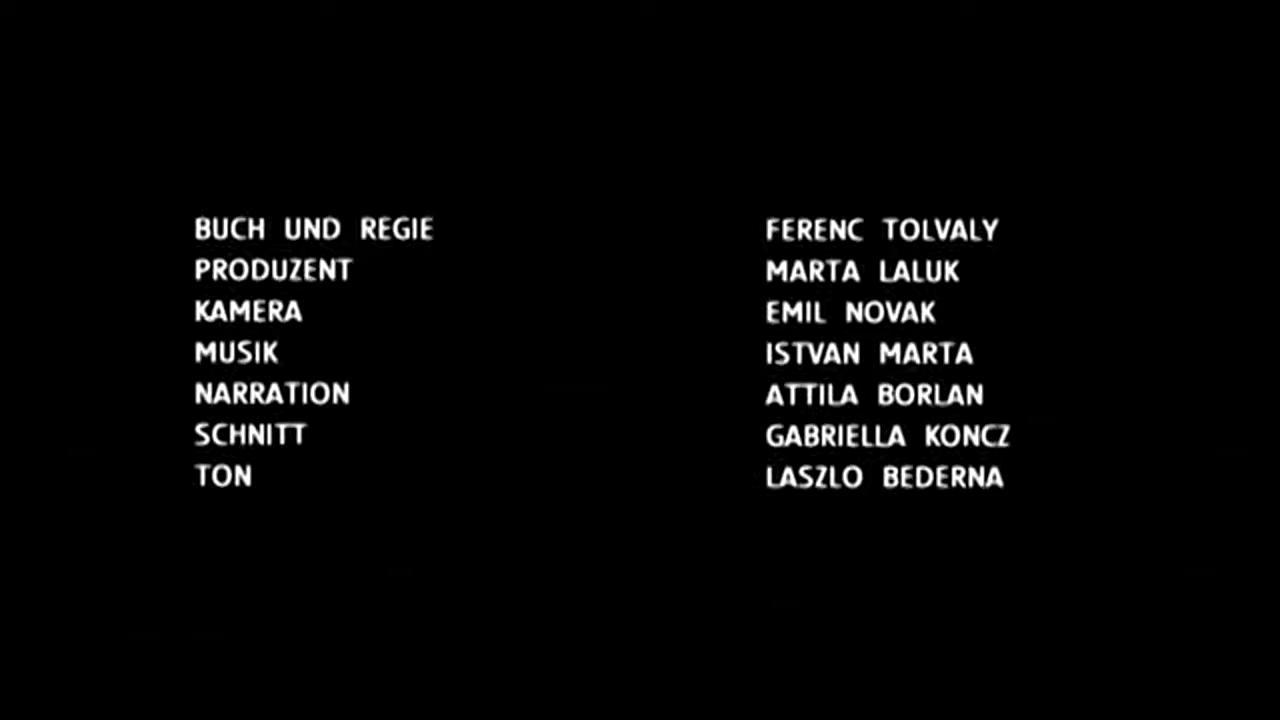 BUCH UND REGIE FERENC TOLVALY
PRODUZENT MARTA LALUK
KAMERA EMIL NOVAK
MUSIK ISTVAN MARTA
NARRATION ATTILA BORLAN
SCHNITT GABRIELLA KONCZ
TON LASZLO BEDERNA